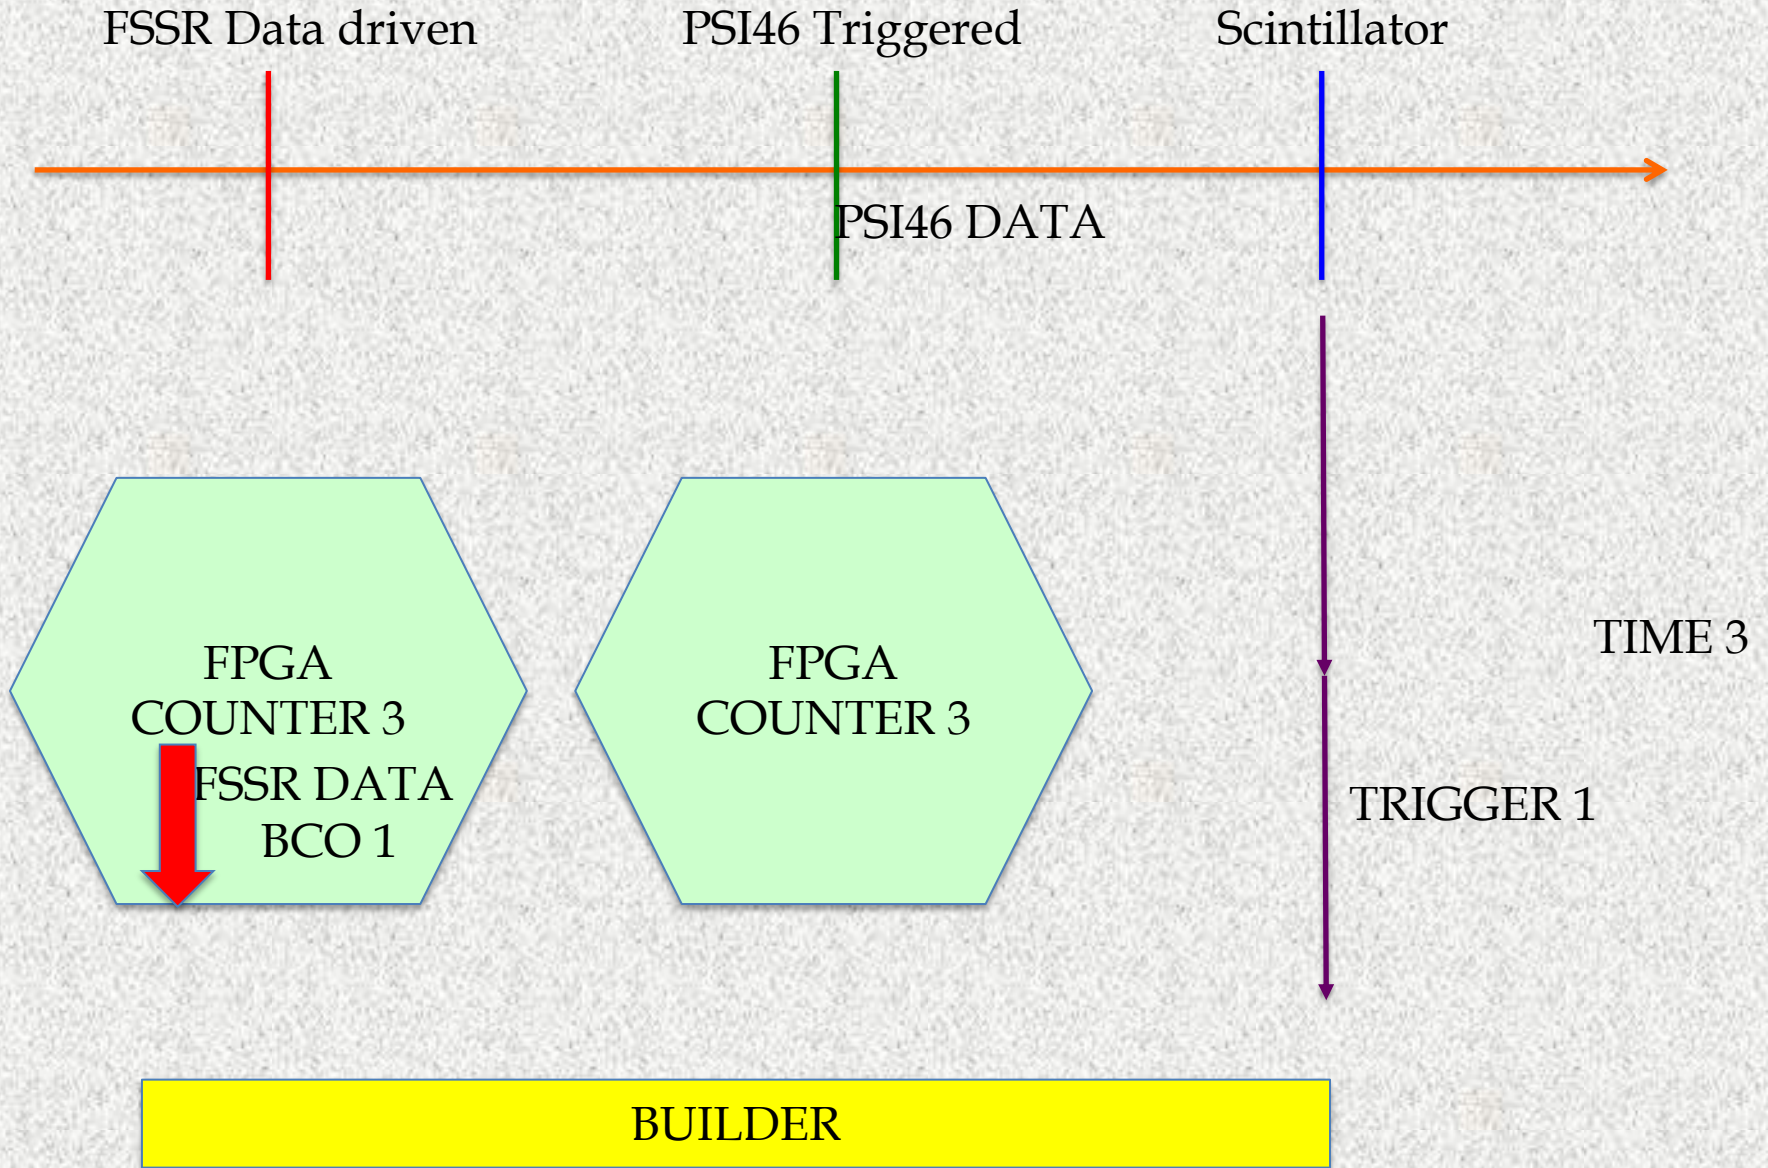 FSSR Data driven
PSI46 Triggered
Scintillator
PSI46 DATA
FPGA
COUNTER 3
FSSR DATA
BCO 1
FPGA
COUNTER 3
TIME 3
TRIGGER 1
BUILDER